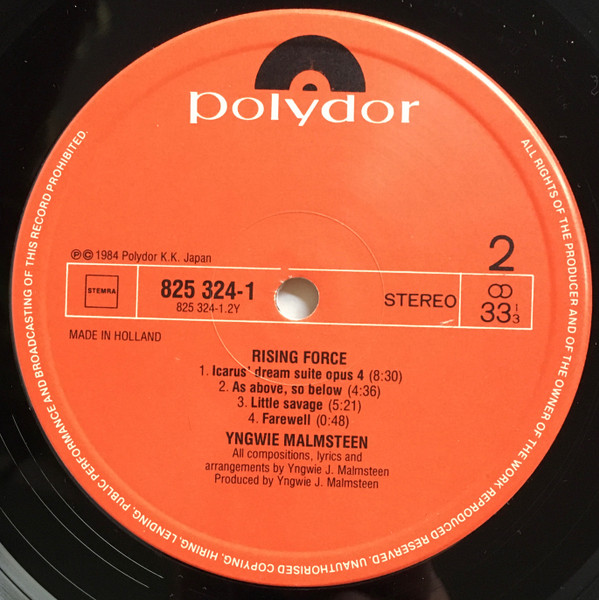 polydor
℗© 1984 Polydor K.K. Japan
2
STEMRA
825 324-1
825 324-1.2Y
STEREO
33 1/3
MADE IN HOLLAND
RISING FORCE
1. Icarus' dream suite opus 4 (8:30)
2. As above, so below (4:36)
3. Little savage (5:21)
4. Farewell (0:48)
YNGWIE MALMSTEEN
All compositions, lyrics and
arrangements by Yngwie J. Malmsteen
Produced by Yngwie J. Malmsteen
ALL RIGHTS OF THE PRODUCER AND OF THE OWNER OF THE WORK REPRODUCED RESERVED. UNAUTHORISED COPYING, HIRING, LENDING, PUBLIC PERFORMANCE AND BROADCASTING OF THIS RECORD PROHIBITED.